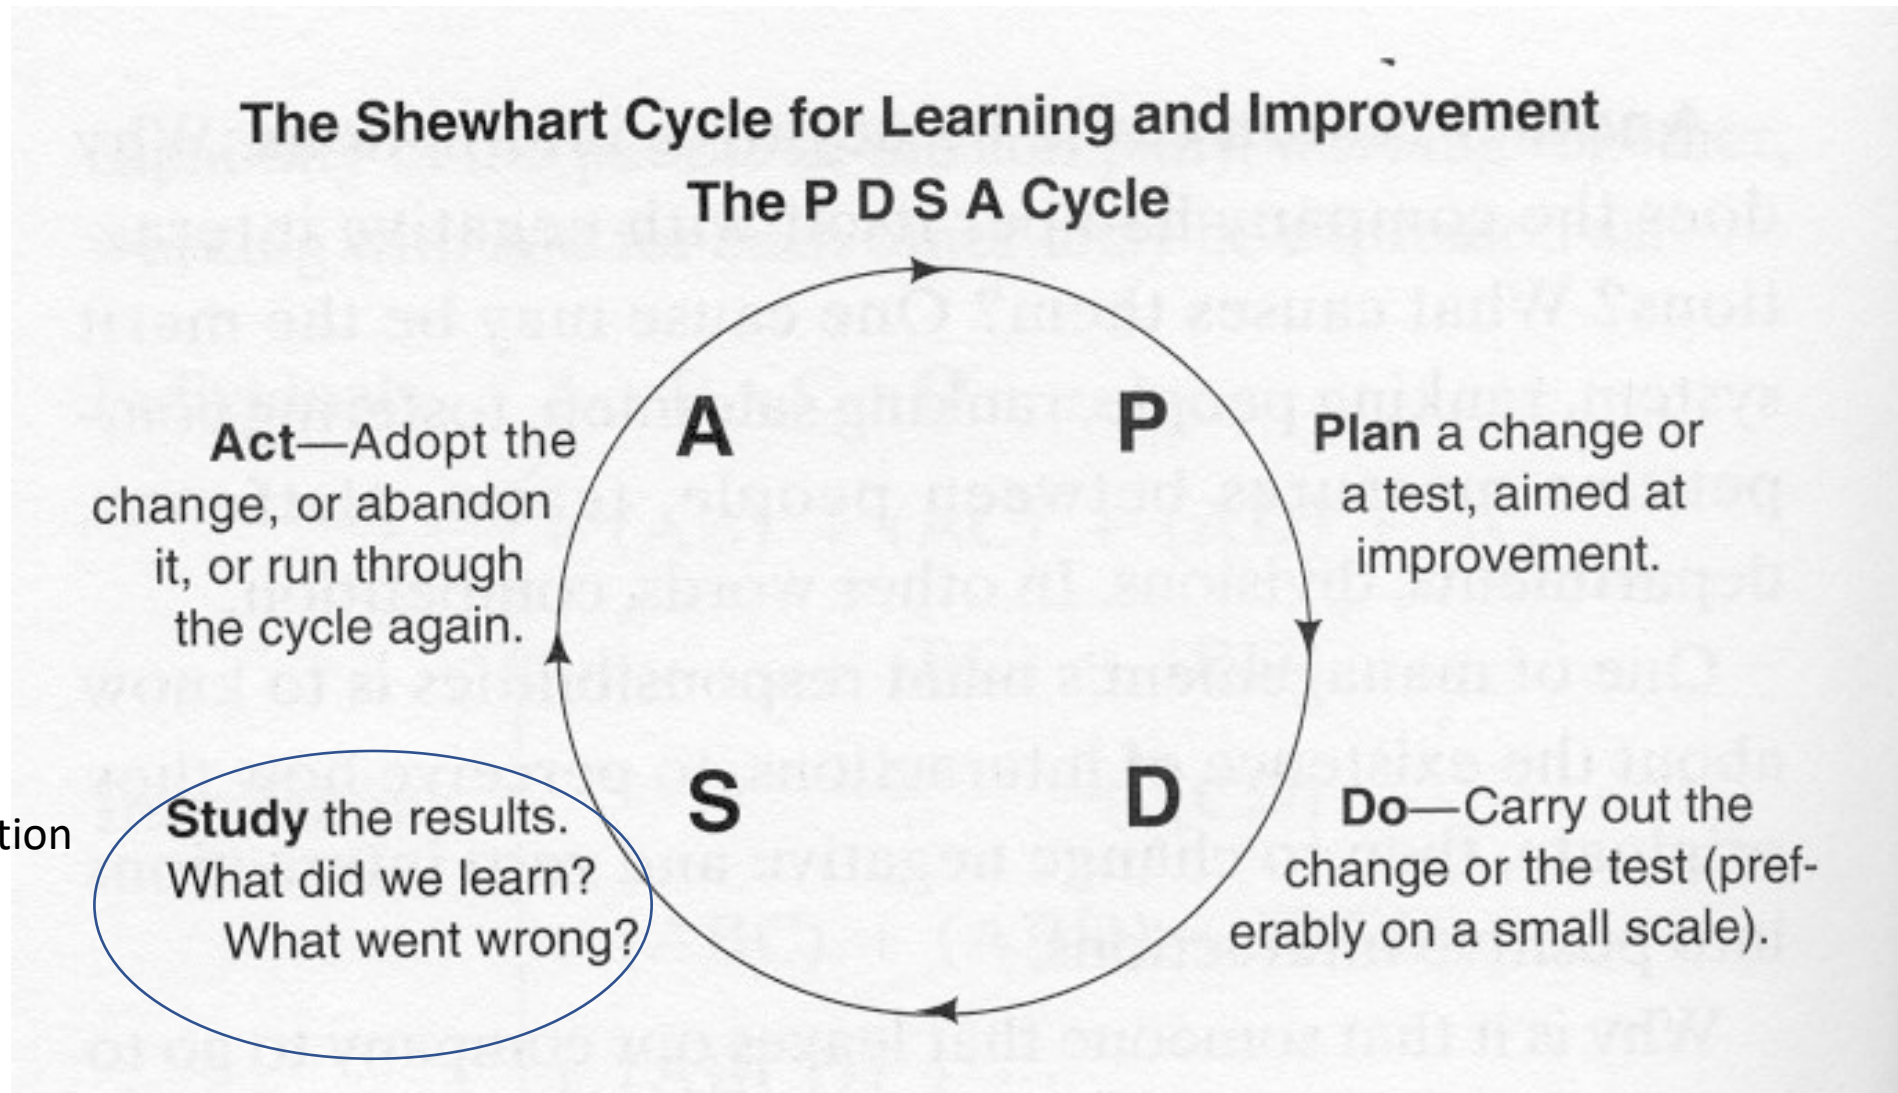 The Shewhart Cycle for Learning and Improvement
The P D S A Cycle
A
P
Act—Adopt the
change, or abandon
it, or run through
the cycle again.
Plan a change or
a test, aimed at
improvement.
S
D
Study the results.
What did we learn?
What went wrong?
Do—Carry out the
change or the test (pref-
erably on a small scale).
tion